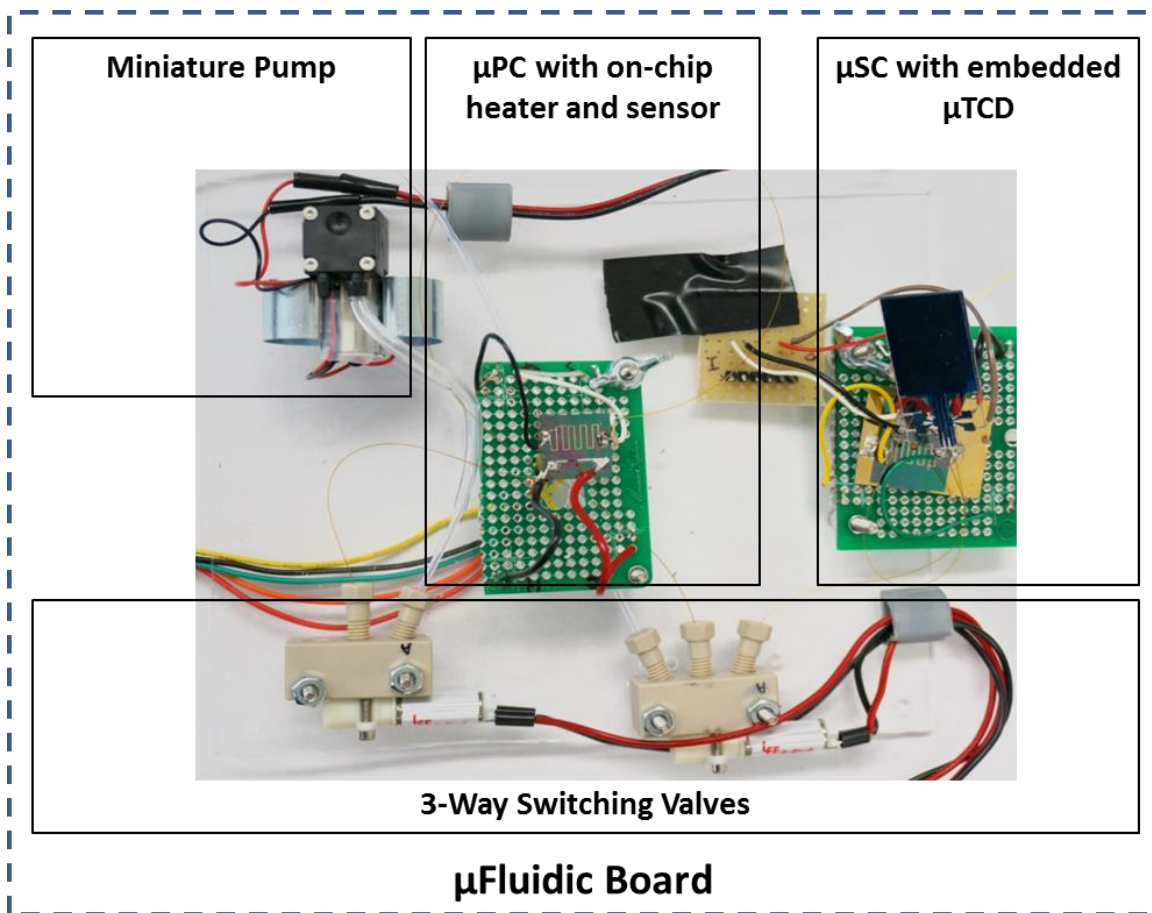 Miniature Pump
μPC with on-chip
heater and sensor
μSC with embedded
μTCD
I
A
A
3-Way Switching Valves
μFluidic Board